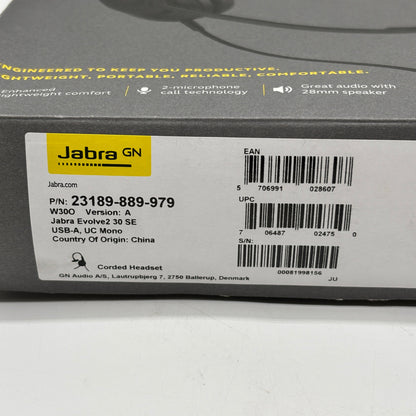 ENGINEERED TO KEEP YOU PRODUCTIVE.
LIGHTWEIGHT, PORTABLE, RELIABLE, COMFORTABLE.
Enhanced lightweight comfort
2-microphone call technology
Great audio with 28mm speaker
Jabra GN
Jabra.com
P/N: 23189-889-979
W30O Version: A
Jabra Evolve2 30 SE
USB-A, UC Mono
Country Of Origin: China
Corded Headset
GN Audio A/S, Lautrupbjerg 7, 2750 Ballerup, Denmark
EAN
5 706991 028607
UPC
7 06487 02475 0
S/N:
00081998156
JU